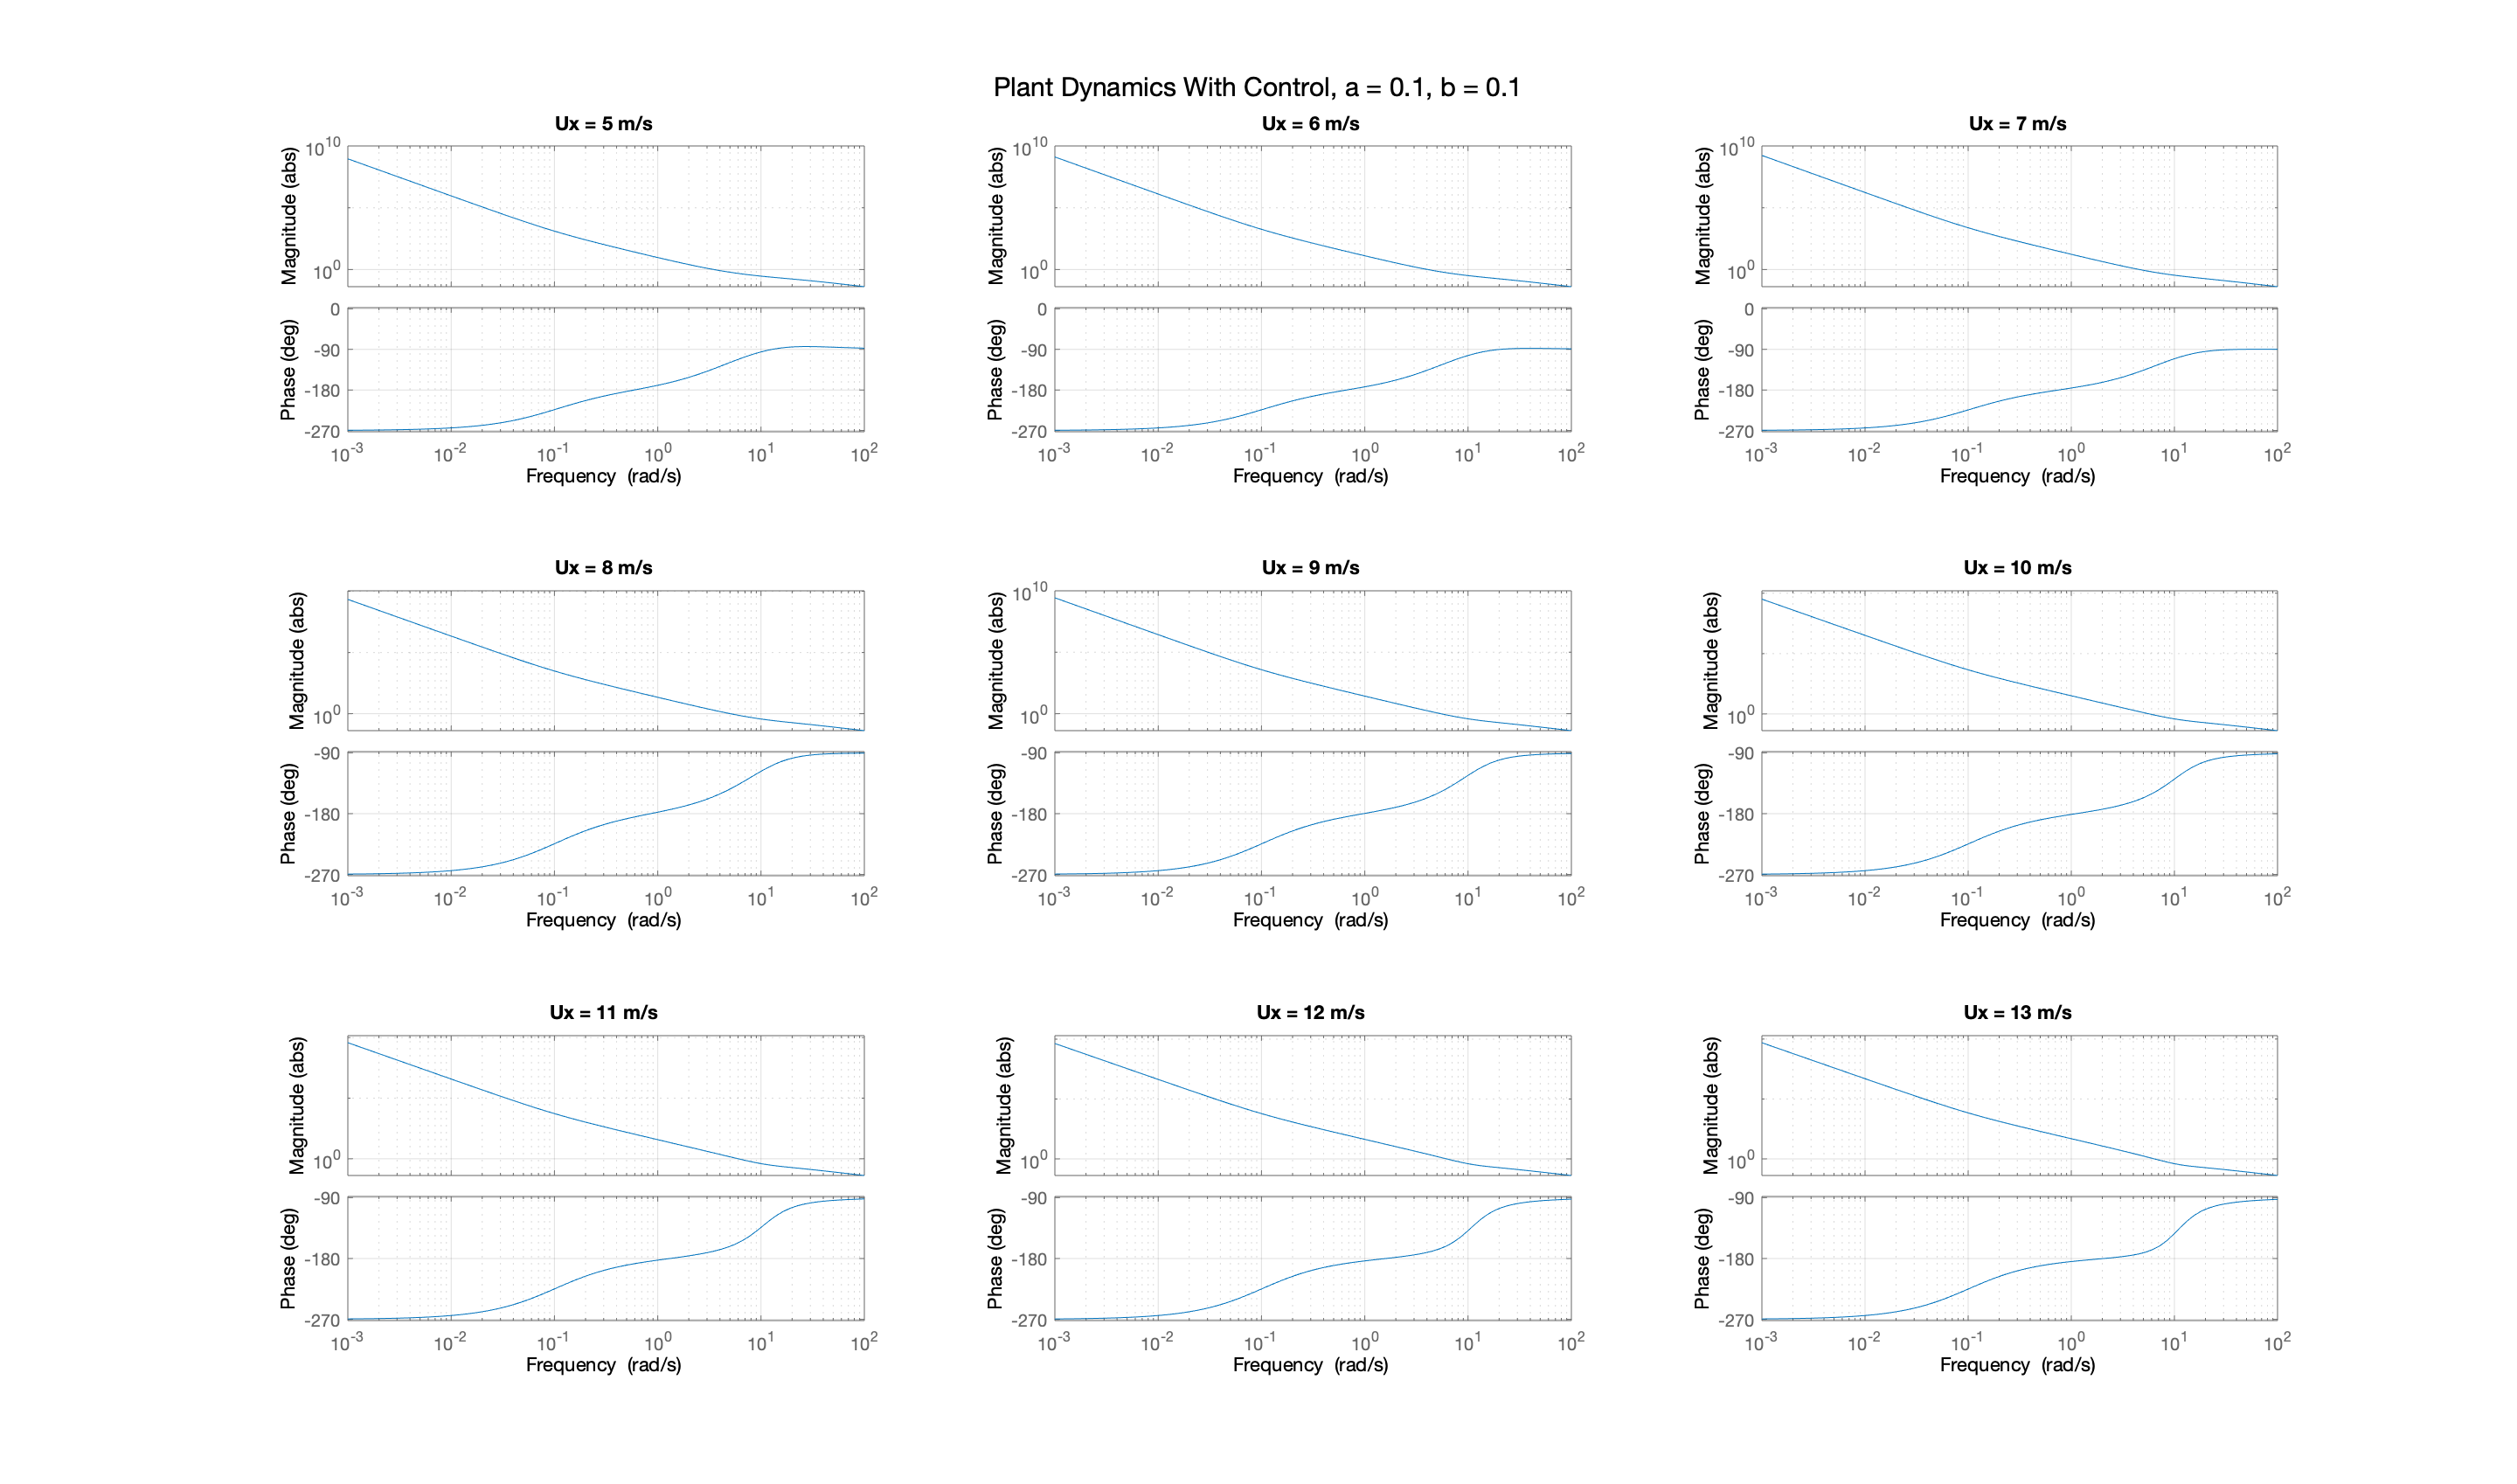 Plant Dynamics With Control, a = 0.1, b = 0.1
Ux = 5 m/s
Magnitude (abs)
10^10
10^0
Phase (deg)
0
-90
-180
-270
10^-3 10^-2 10^-1 10^0 10^1 10^2
Frequency (rad/s)
Ux = 6 m/s
Magnitude (abs)
10^10
10^0
Phase (deg)
0
-90
-180
-270
10^-3 10^-2 10^-1 10^0 10^1 10^2
Frequency (rad/s)
Ux = 7 m/s
Magnitude (abs)
10^10
10^0
Phase (deg)
0
-90
-180
-270
10^-3 10^-2 10^-1 10^0 10^1 10^2
Frequency (rad/s)
Ux = 8 m/s
Magnitude (abs)
10^0
Phase (deg)
-90
-180
-270
10^-3 10^-2 10^-1 10^0 10^1 10^2
Frequency (rad/s)
Ux = 9 m/s
Magnitude (abs)
10^10
10^0
Phase (deg)
-90
-180
-270
10^-3 10^-2 10^-1 10^0 10^1 10^2
Frequency (rad/s)
Ux = 10 m/s
Magnitude (abs)
10^0
Phase (deg)
-90
-180
-270
10^-3 10^-2 10^-1 10^0 10^1 10^2
Frequency (rad/s)
Ux = 11 m/s
Magnitude (abs)
10^0
Phase (deg)
-90
-180
-270
10^-3 10^-2 10^-1 10^0 10^1 10^2
Frequency (rad/s)
Ux = 12 m/s
Magnitude (abs)
10^0
Phase (deg)
-90
-180
-270
10^-3 10^-2 10^-1 10^0 10^1 10^2
Frequency (rad/s)
Ux = 13 m/s
Magnitude (abs)
10^0
Phase (deg)
-90
-180
-270
10^-3 10^-2 10^-1 10^0 10^1 10^2
Frequency (rad/s)